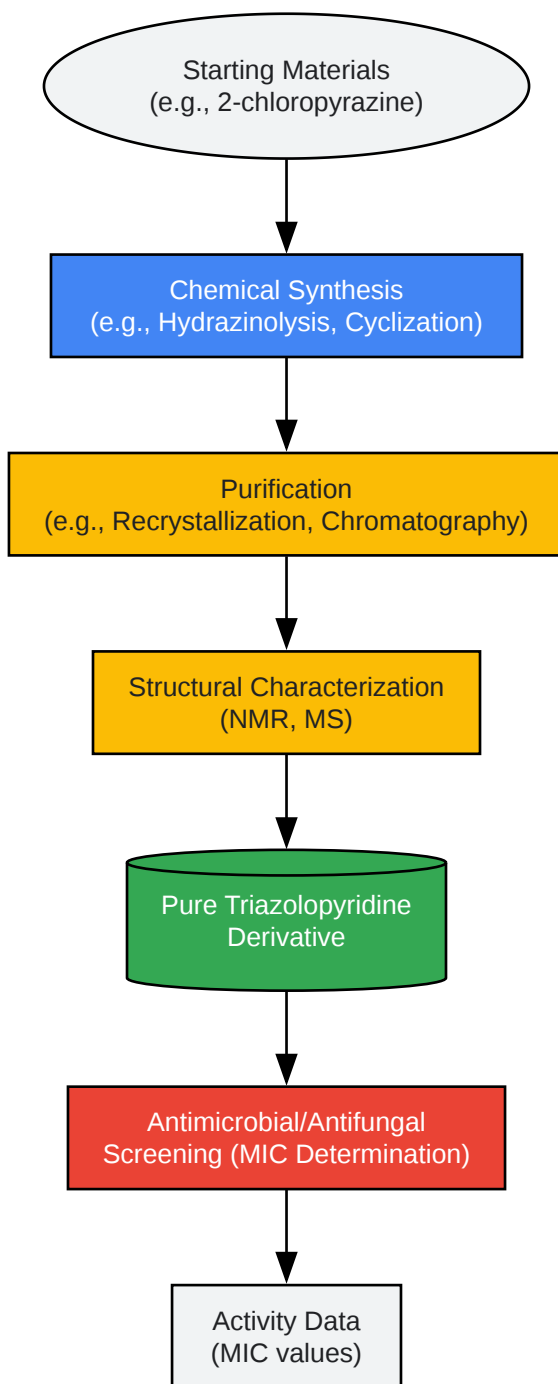 Starting Materials
(e.g., 2-chloropyrazine)
Chemical Synthesis
(e.g., Hydrazinolysis, Cyclization)
Purification
(e.g., Recrystallization, Chromatography)
Structural Characterization
(NMR, MS)
Pure Triazolopyridine
Derivative
Antimicrobial/Antifungal
Screening (MIC Determination)
Activity Data
(MIC values)